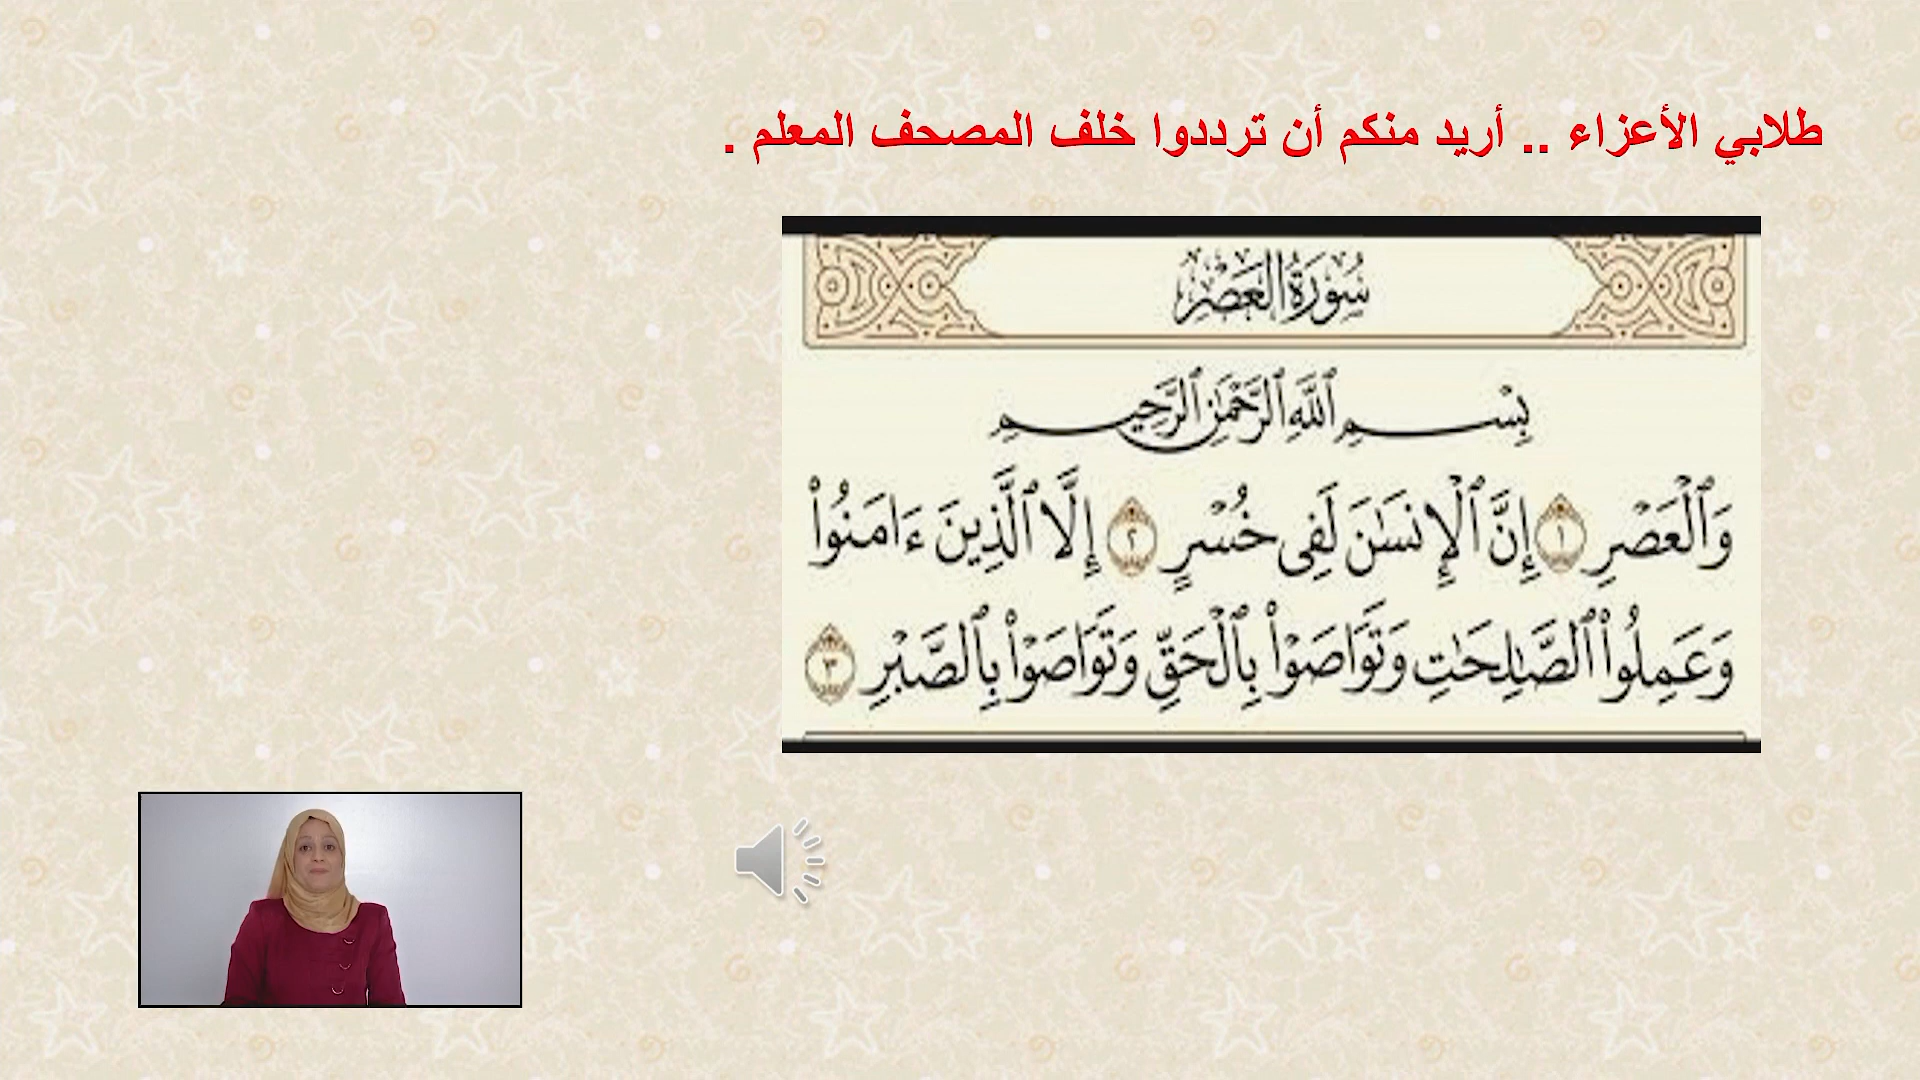 طلابي الأعزاء .. أريد منكم أن ترددوا خلف المصحف المعلم .
سُورَةُ العَصْرِ
بِسْمِ ٱللَّهِ ٱلرَّحْمَٰنِ ٱلرَّحِيمِ
وَٱلْعَصْرِ ١ إِنَّ ٱلْإِنسَٰنَ لَفِى خُسْرٍ ٢ إِلَّا ٱلَّذِينَ ءَامَنُوا۟
وَعَمِلُوا۟ ٱلصَّٰلِحَٰتِ وَتَوَاصَوْا۟ بِٱلْحَقِّ وَتَوَاصَوْا۟ بِٱلصَّبْرِ ٣